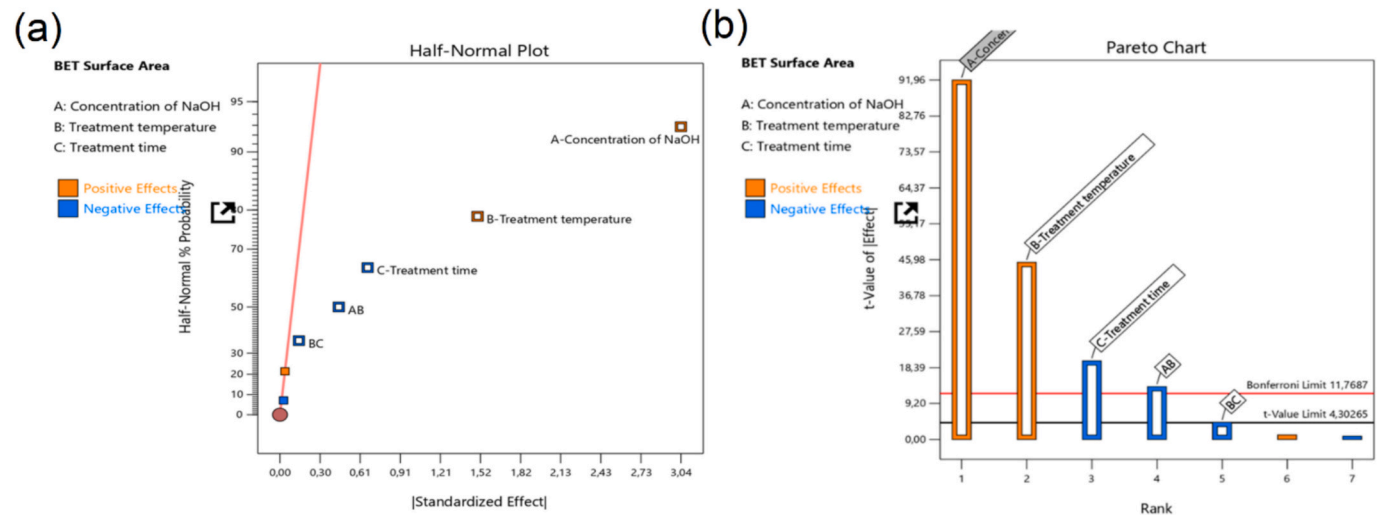 (a)
Half-Normal Plot
BET Surface Area
A: Concentration of NaOH
B: Treatment temperature
C: Treatment time
Positive Effects
Negative Effects
Half-Normal % Probability
95
90
70
50
30
20
10
0
A-Concentration of NaOH
B-Treatment temperature
C-Treatment time
AB
BC
0,00 0,30 0,61 0,91 1,21 1,52 1,82 2,13 2,43 2,73 3,04
|Standardized Effect|
(b)
Pareto Chart
BET Surface Area
A: Concentration of NaOH
B: Treatment temperature
C: Treatment time
Positive Effects
Negative Effects
t-Value of |Effect|
91,96
82,76
73,57
64,37
45,98
36,78
27,59
18,39
9,20
0,00
B-Treatment temperature
C-Treatment time
AB
BC
Bonferroni Limit 11,7687
t-Value Limit 4,30265
1 2 3 4 5 6 7
Rank